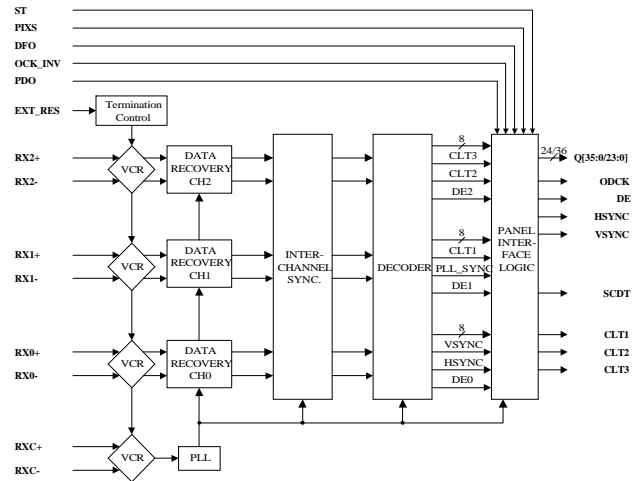 ST
PIXS
DFO
OCK_INV
PDO
EXT_RES
Termination
Control
RX2+
RX2-
VCR
DATA
RECOVERY
CH2
RX1+
RX1-
VCR
DATA
RECOVERY
CH1
RX0+
RX0-
VCR
DATA
RECOVERY
CH0
RXC+
RXC-
VCR
PLL
INTER-
CHANNEL
SYNC.
DECODER
8
CLT3
CLT2
DE2
8
CLT1
PLL_SYNC
DE1
8
VSYNC
HSYNC
DE0
PANEL
INTER-
FACE
LOGIC
24/36
Q[35:0/23:0]
ODCK
DE
HSYNC
VSYNC
SCDT
CLT1
CLT2
CLT3